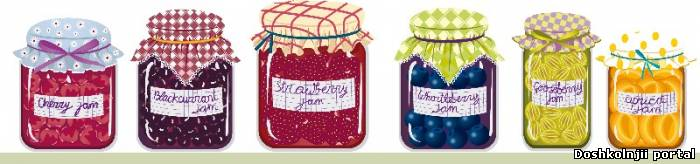 Cherry jam
Blackcurrant
jam
Strawberry
jam
Whortleberry
jam
Gooseberry
jam
apricot
jam
Doshkolnjii portal